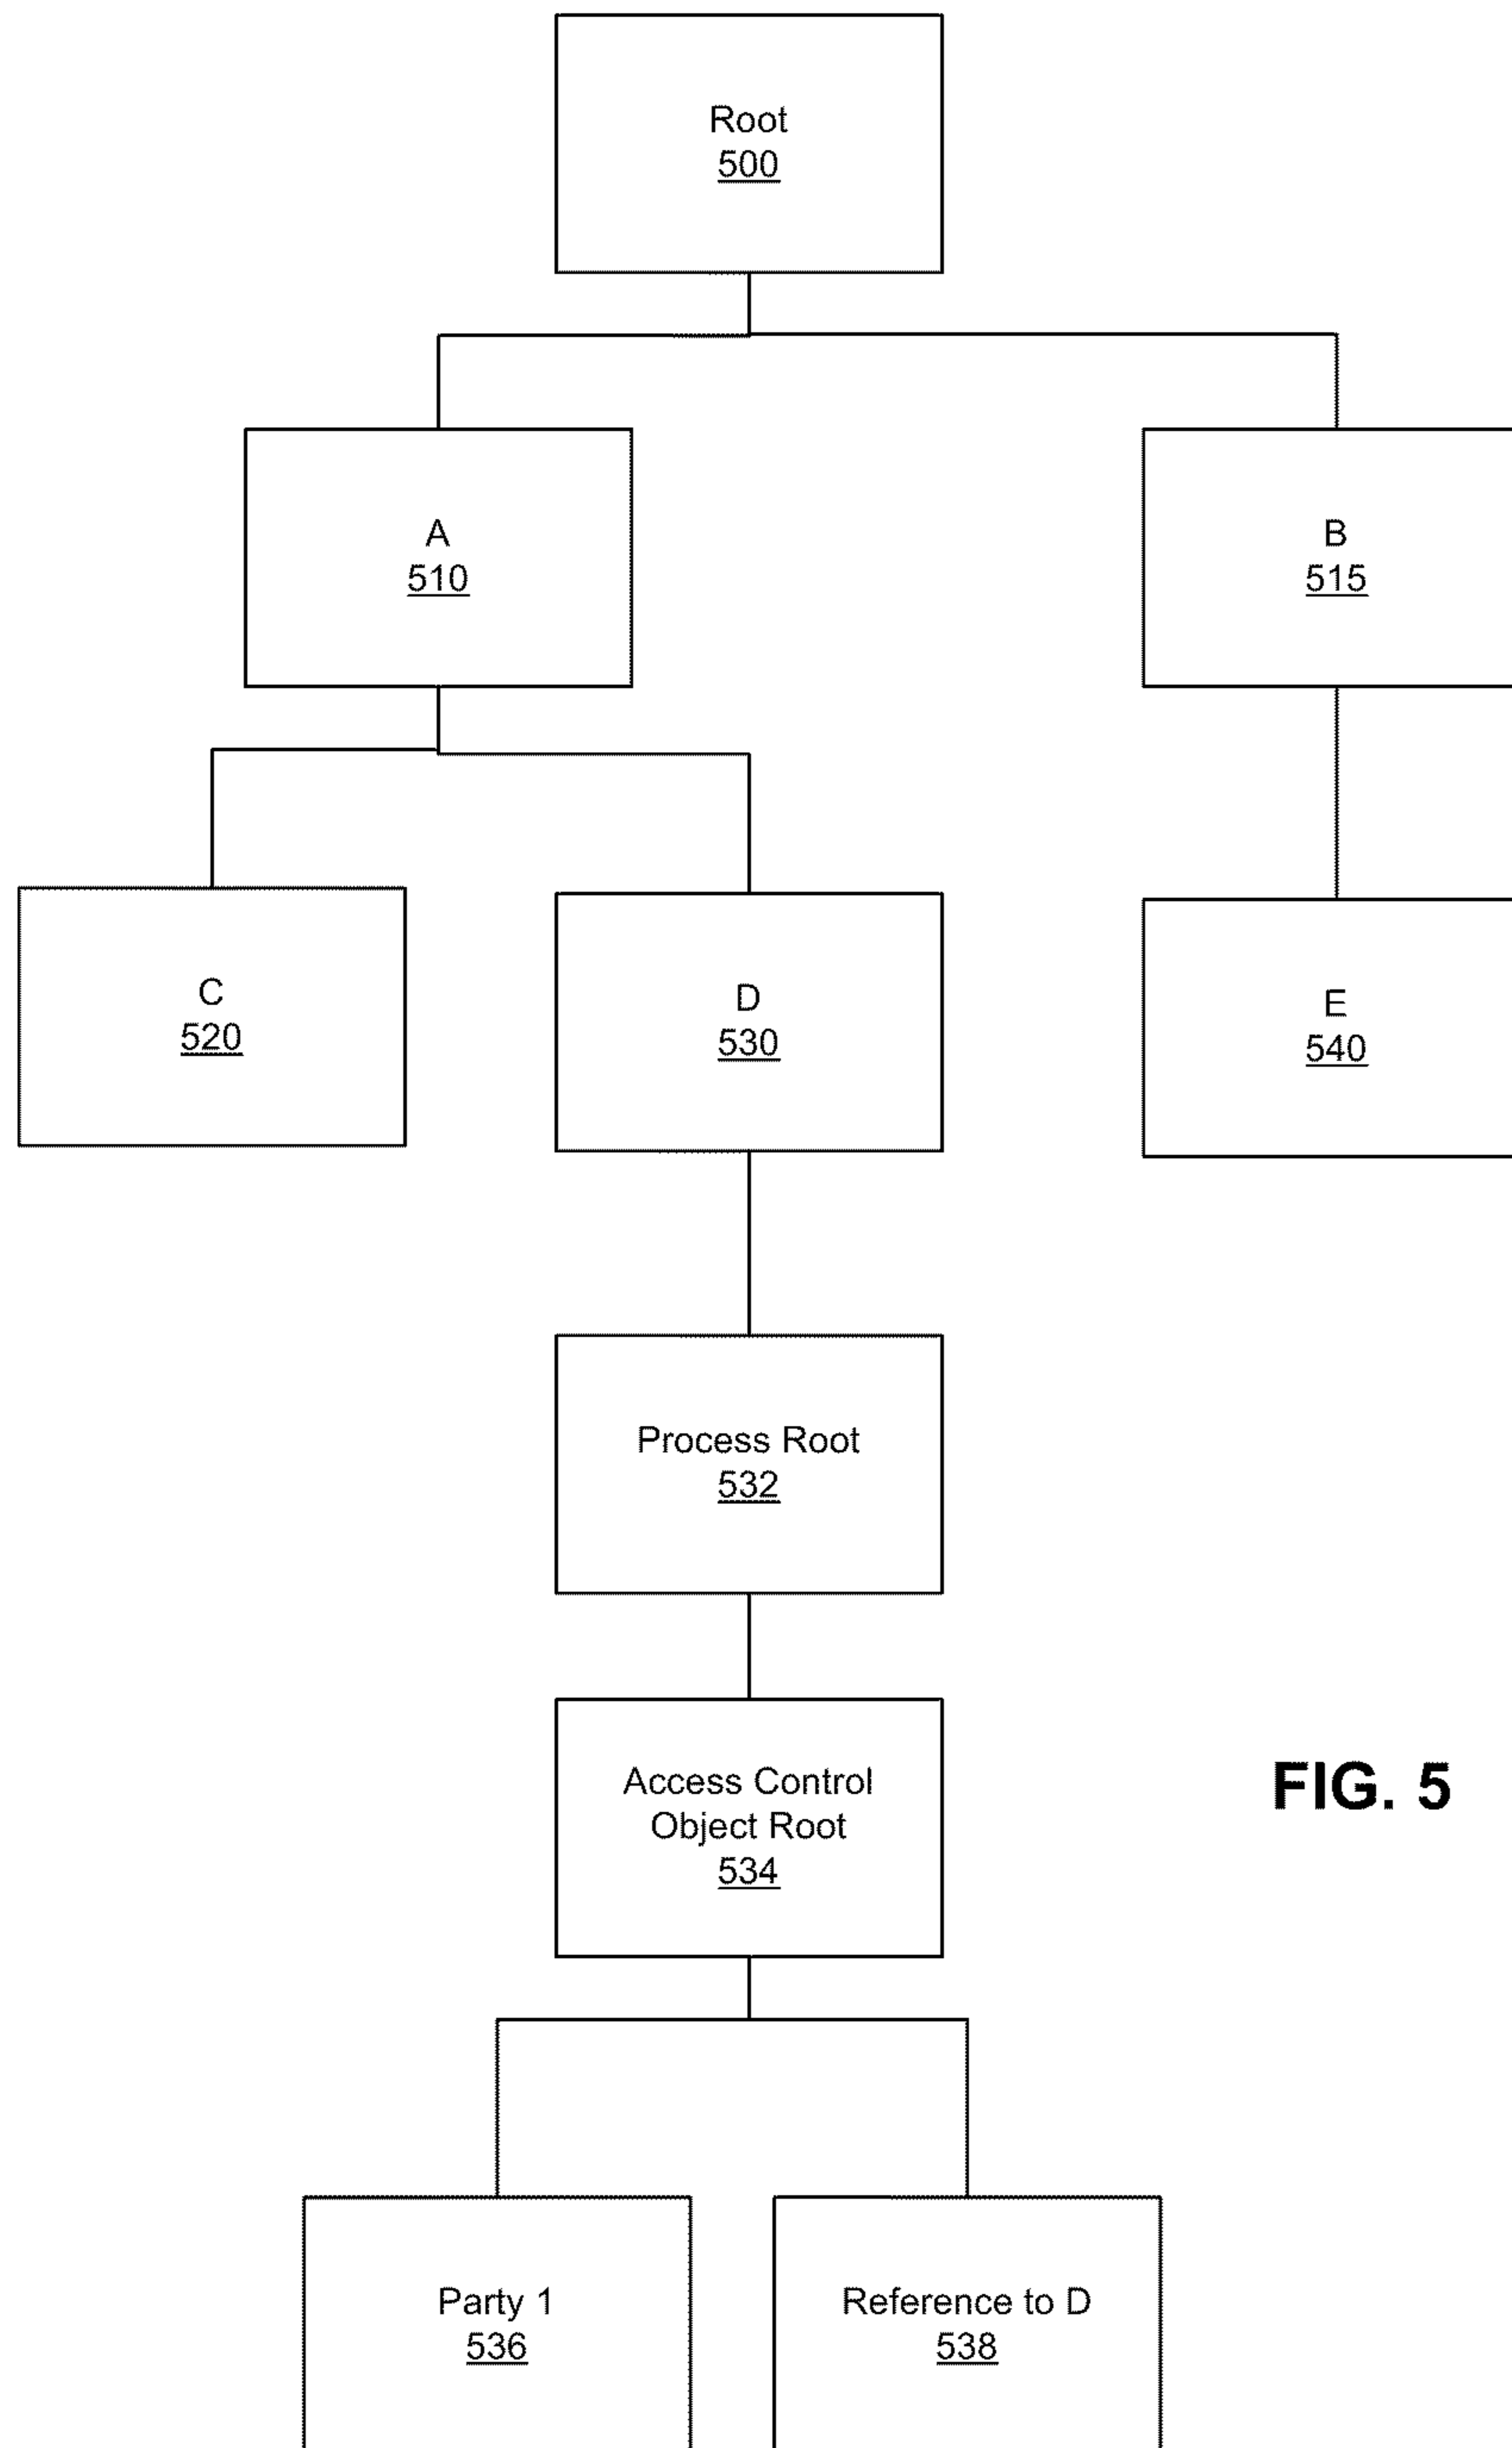 Root
500
A
510
B
515
C
520
D
530
E
540
Process Root
532
Access Control
Object Root
534
FIG. 5
Party 1
536
Reference to D
538